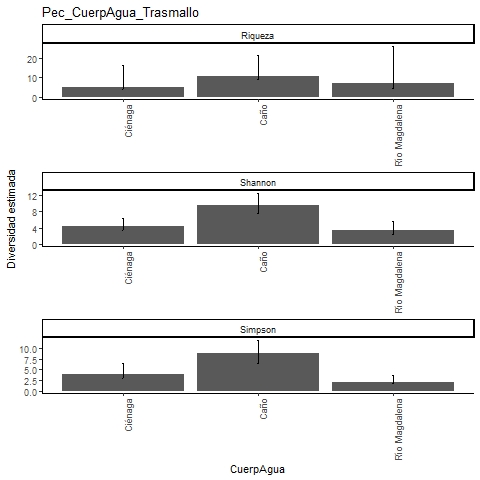 Pec_CuerpAgua_Trasmallo
Riqueza
20
10
0
Ciénaga
Caño
Río Magdalena
Shannon
12
8
4
0
Ciénaga
Caño
Río Magdalena
Simpson
10.0
7.5
5.0
2.5
0.0
Ciénaga
Caño
Río Magdalena
Diversidad estimada
CuerpAgua